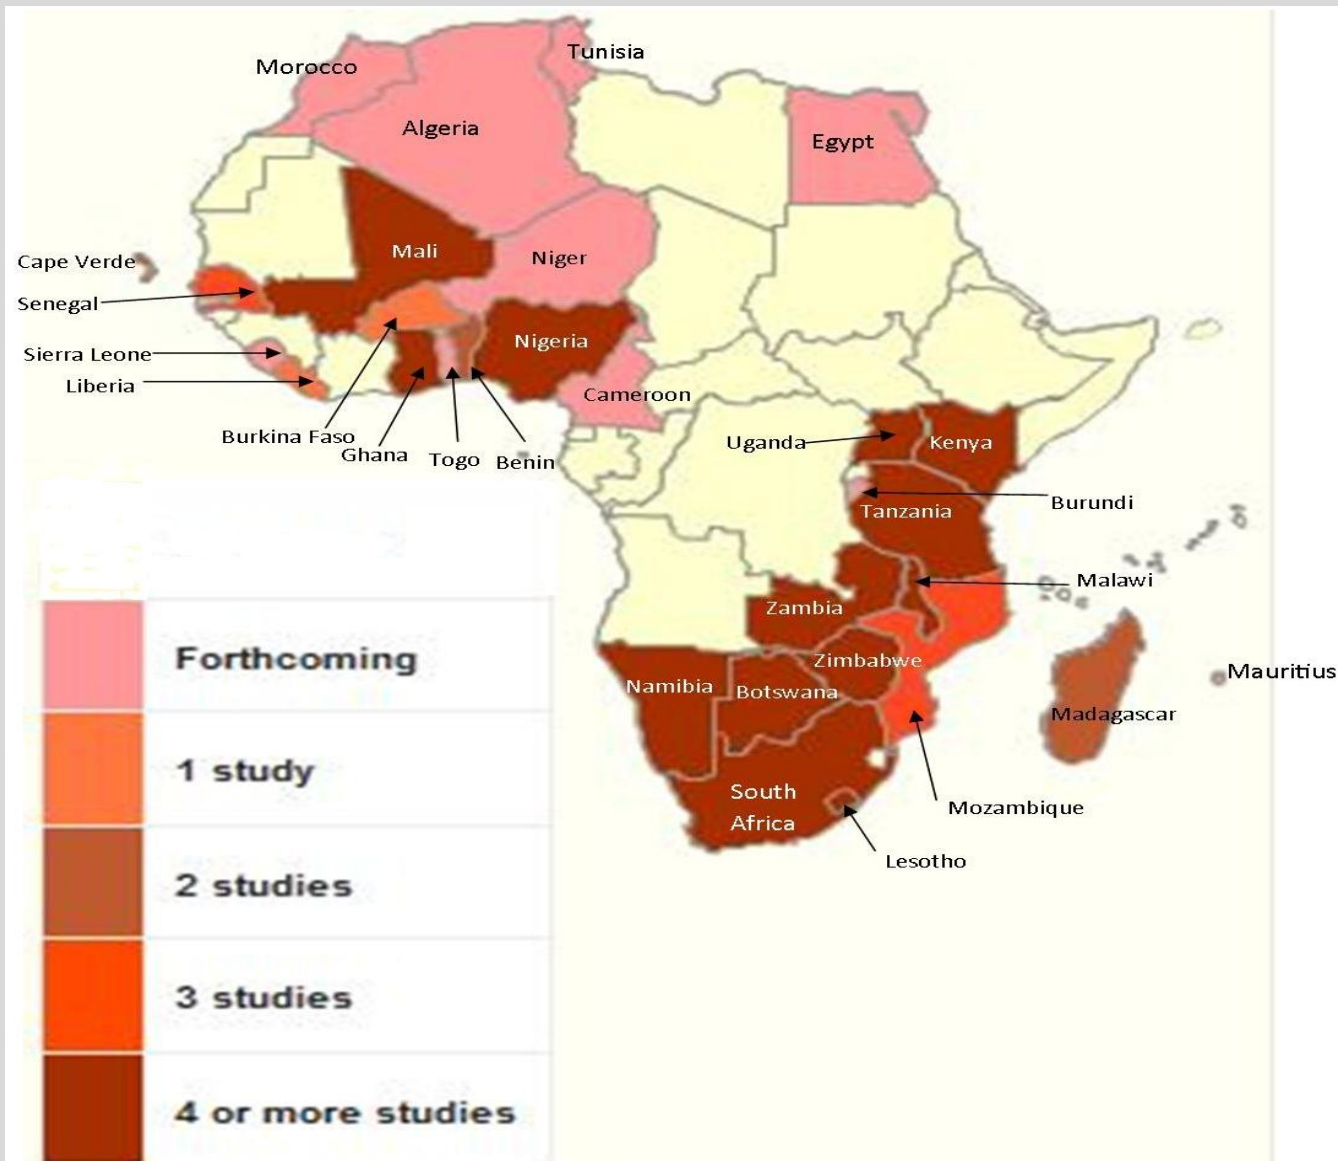 Tunisia
Morocco
Algeria
Egypt
Mali
Niger
Cape Verde
Senegal
Nigeria
Sierra Leone
Liberia
Cameroon
Burkina Faso
Ghana
Togo
Benin
Uganda
Kenya
Burundi
Tanzania
Malawi
Zambia
Zimbabwe
Namibia
Botswana
Mauritius
Madagascar
South
Africa
Mozambique
Lesotho
Forthcoming
1 study
2 studies
3 studies
4 or more studies